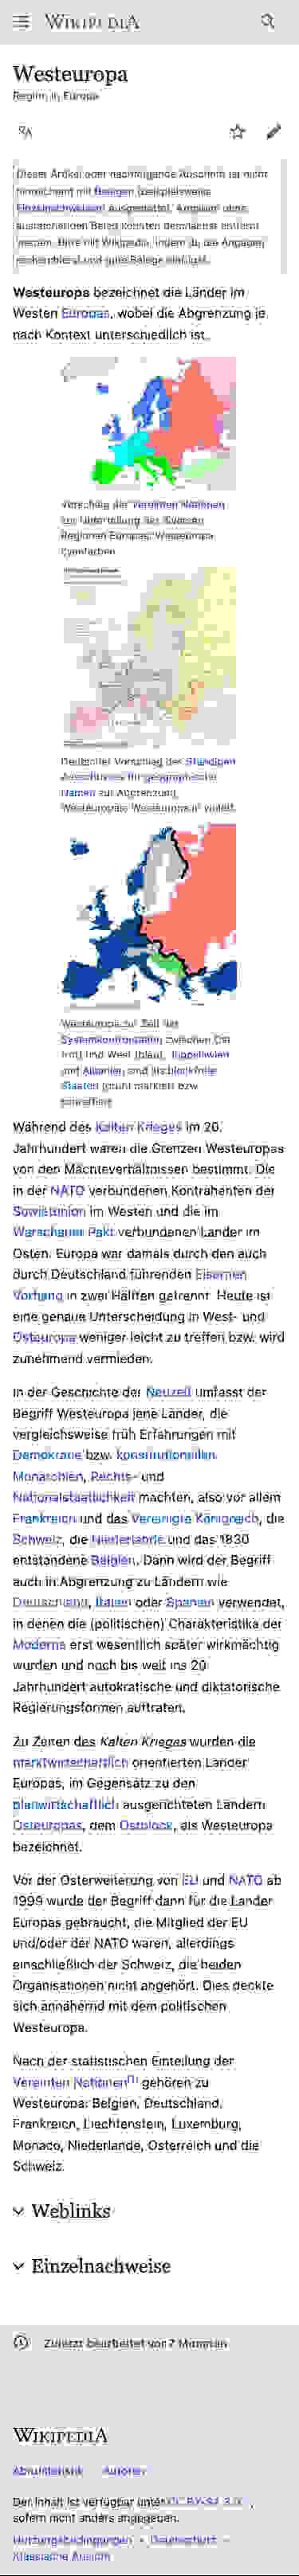 WIKIPEDIA
Westeuropa
Region in Europa
Dieser Artikel oder nachfolgende Abschnitt ist nicht
hinreichend mit Belegen (beispielsweise
Einzelnachweisen) ausgestattet. Angaben ohne
ausreichenden Beleg könnten demnächst entfernt
werden. Bitte hilf Wikipedia, indem du die Angaben
recherchierst und gute Belege einfügst.
Westeuropa bezeichnet die Länder im
Westen Europas, wobei die Abgrenzung je
nach Kontext unterschiedlich ist.
Vorschlag der Vereinten Nationen
zur Unterteilung der
Regionen Europas, Westeuropa:
Cyanfarben
Vorschlag des Ständigen
Ausschusses für geographische
Namen zur Abgrenzung
Westeuropas: Westeuropa in violett.
Westeuropa zur Zeit der
Systemkonfrontation zwischen Ost
(rot) und West (blau), Jugoslawien
und Albanien, und blockfreie
Staaten
Während des Kalten Krieges im 20.
Jahrhundert waren die Grenzen Westeuropas
von den Machtverhältnissen bestimmt. Die
in der NATO verbundenen Kontrahenten der
Sowjetunion im Westen und die im
Warschauer Pakt verbundenen Länder im
Osten. Europa war damals durch den auch
durch Deutschland führenden Eisernen
Vorhang in zwei Hälften getrennt. Heute ist
eine genaue Unterscheidung in West- und
Osteuropa weniger leicht zu treffen bzw. wird
zunehmend vermieden.
In der Geschichte der Neuzeit umfasst der
Begriff Westeuropa jene Länder, die
vergleichsweise früh Erfahrungen mit
Demokratie bzw. konstitutionellen
Monarchien, Rechts- und
Nationalstaatlichkeit machten, also vor allem
Frankreich und das Vereinigte Königreich, die
Schweiz, die Niederlande und das 1830
entstandene Belgien. Dann wird der Begriff
auch in Abgrenzung zu Ländern wie
Deutschland, Italien oder Spanien verwendet,
in denen die (politischen) Charakteristika der
Moderne erst wesentlich später wirkmächtig
wurden und noch bis weit ins 20.
Jahrhundert autokratische und diktatorische
Regierungsformen auftraten.
Zu Zeiten des Kalten Krieges wurden die
marktwirtschaftlich orientierten Länder
Europas, im Gegensatz zu den
planwirtschaftlich ausgerichteten Ländern
Osteuropas, dem Ostblock, als Westeuropa
bezeichnet.
Vor der Osterweiterung von EU und NATO ab
1999 wurde der Begriff dann für die Länder
Europas gebraucht, die Mitglied der EU
und/oder der NATO waren, allerdings
einschließlich der Schweiz, die beiden
Organisationen nicht angehört. Dies deckte
sich annähernd mit dem politischen
Westeuropa.
Nach der statistischen Einteilung der
Vereinten Nationen[1] gehören zu
Westeuropa: Belgien, Deutschland,
Frankreich, Liechtenstein, Luxemburg,
Monaco, Niederlande, Österreich und die
Schweiz.
Weblinks
Einzelnachweise
Zuletzt bearbeitet vor 7 Monaten
WIKIPEDIA
Abrufstatistik Autoren
Der Inhalt ist verfügbar unter CC BY-SA 3.0,
sofern nicht anders angegeben.
Nutzungsbedingungen • Datenschutz •
Klassische Ansicht